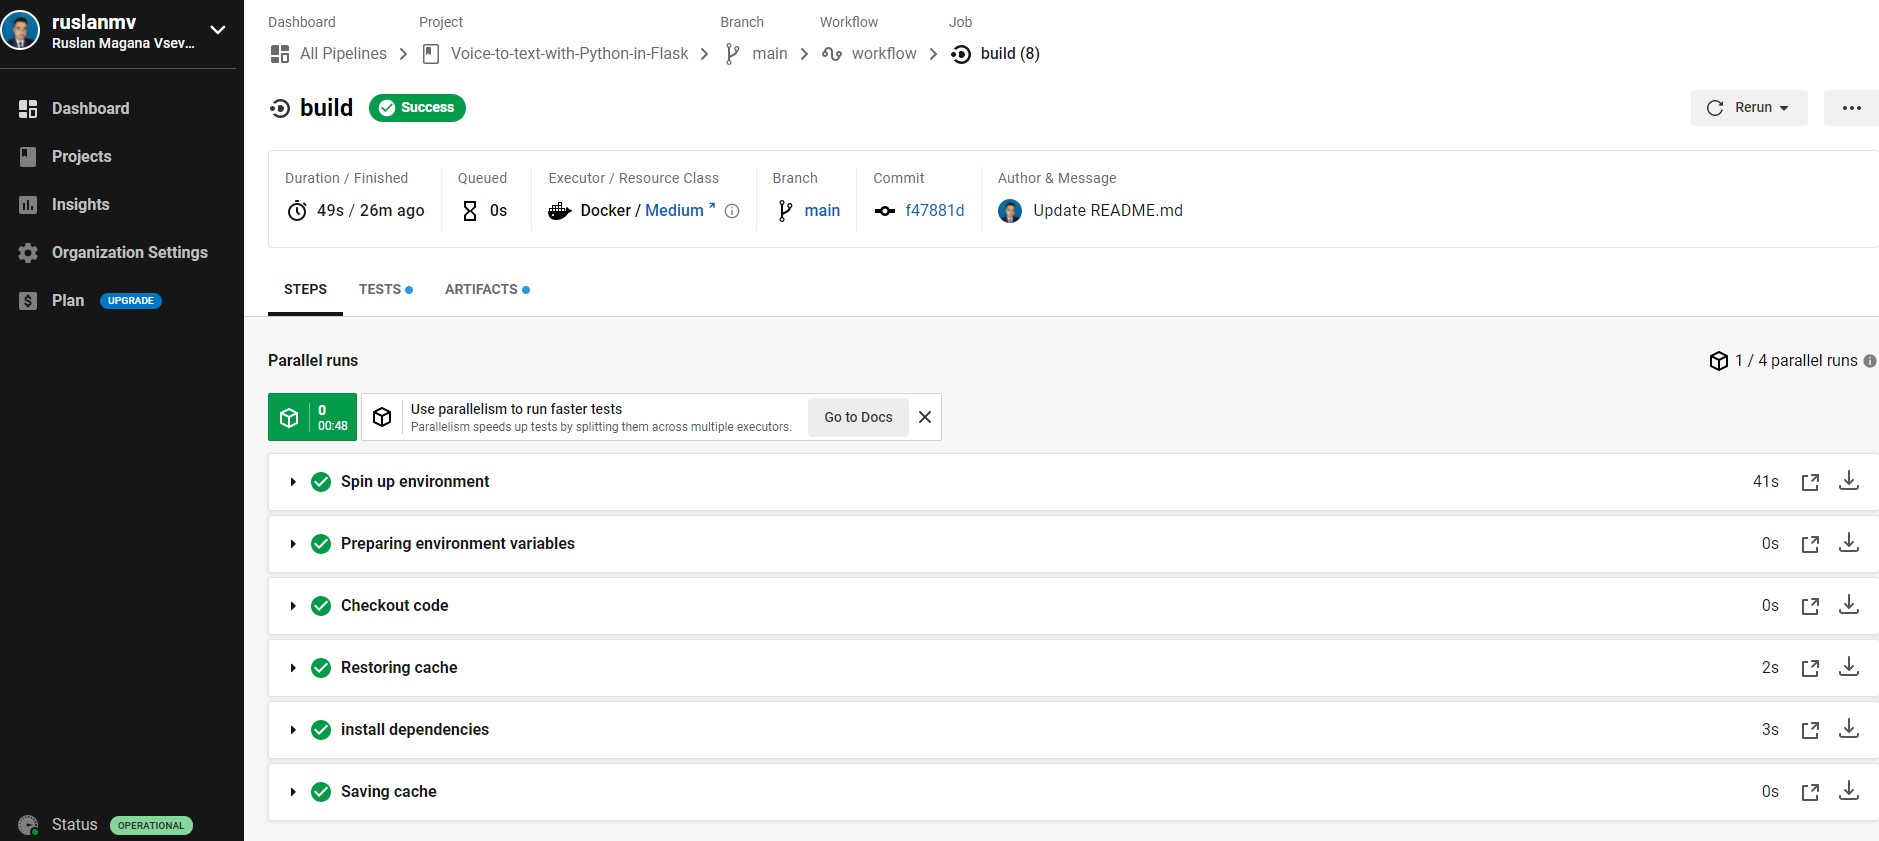 ruslanmv
Ruslan Magana Vsev...
Dashboard
Projects
Insights
Organization Settings
Plan UPGRADE
Status OPERATIONAL
Dashboard Project Branch Workflow Job
All Pipelines Voice-to-text-with-Python-in-Flask main workflow build (8)
build Success
Rerun
Duration / Finished Queued Executor / Resource Class Branch Commit Author & Message
49s / 26m ago 0s Docker / Medium main f47881d Update README.md
STEPS TESTS ARTIFACTS
Parallel runs 1 / 4 parallel runs
0
00:48
Use parallelism to run faster tests
Parallelism speeds up tests by splitting them across multiple executors.
Go to Docs
Spin up environment 41s
Preparing environment variables 0s
Checkout code 0s
Restoring cache 2s
install dependencies 3s
Saving cache 0s